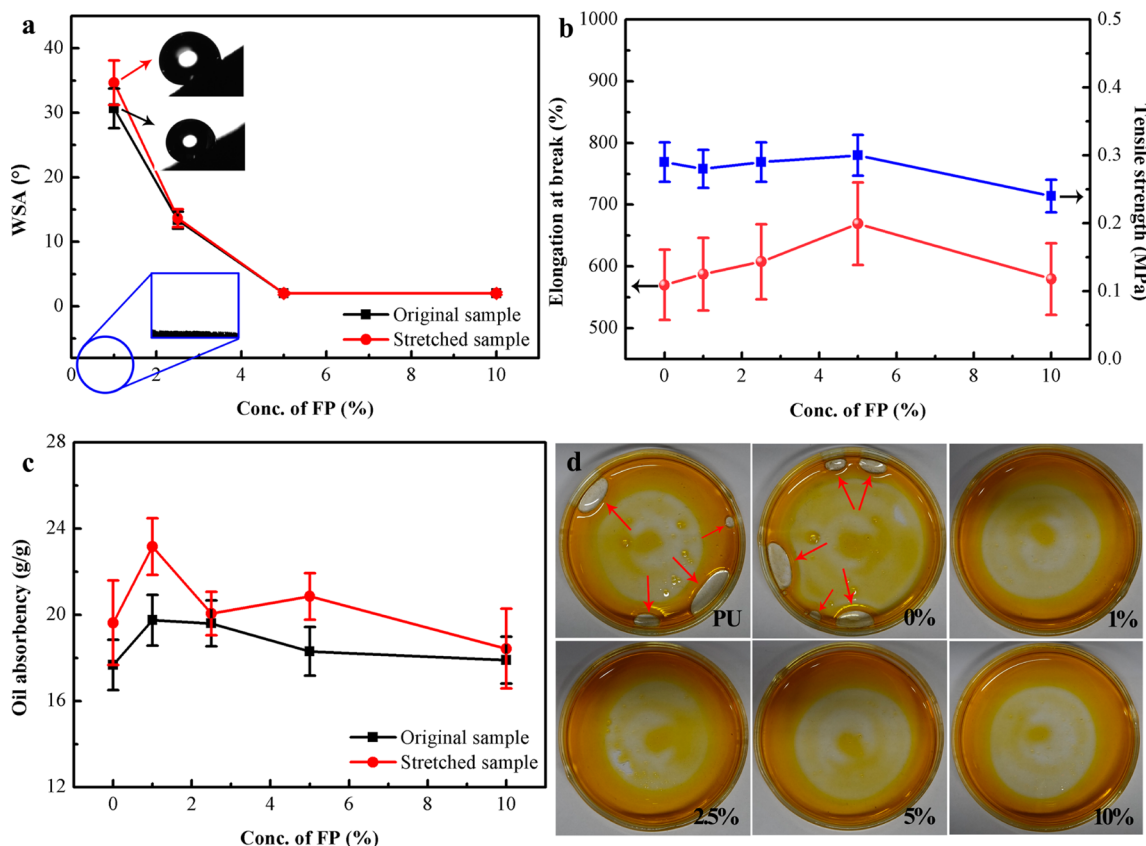 a
WSA (°)
40
30
20
10
0
Original sample
Stretched sample
0 2 4 6 8 10
Conc. of FP (%)
b
Elongation at break (%)
1000
900
800
700
600
500
Tensile strength (MPa)
0.5
0.4
0.3
0.2
0.1
0.0
0 2 4 6 8 10
Conc. of FP (%)
c
Oil absorbency (g/g)
28
24
20
16
12
Original sample
Stretched sample
0 2 4 6 8 10
Conc. of FP (%)
d
PU 0% 1%
2.5% 5% 10%